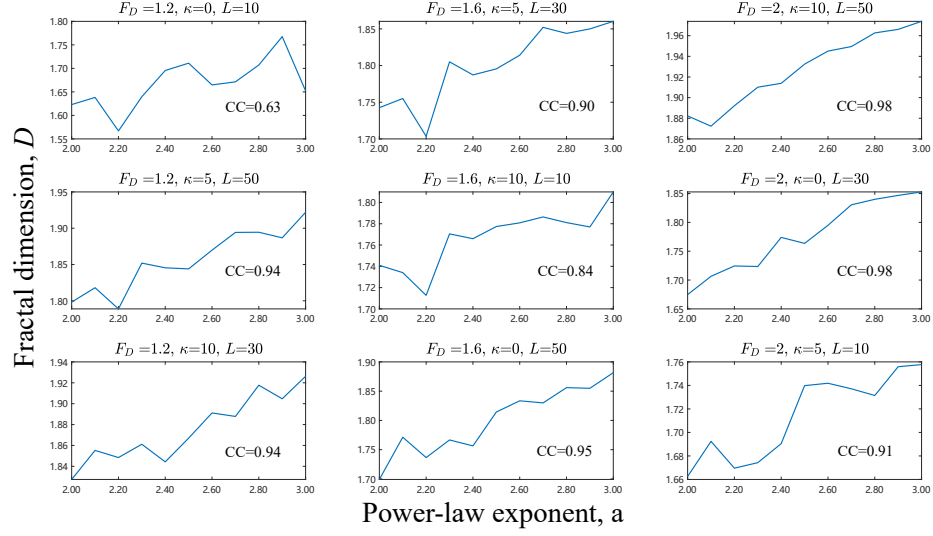 F_D =1.2, κ=0, L=10
1.80
1.75
1.70
1.65
1.60
1.55
CC=0.63
2.00 2.20 2.40 2.60 2.80 3.00
F_D =1.6, κ=5, L=30
1.85
1.80
1.75
1.70
CC=0.90
2.00 2.20 2.40 2.60 2.80 3.00
F_D =2, κ=10, L=50
1.96
1.94
1.92
1.90
1.88
1.86
CC=0.98
2.00 2.20 2.40 2.60 2.80 3.00
Fractal dimension, D
F_D =1.2, κ=5, L=50
1.95
1.90
1.85
1.80
CC=0.94
2.00 2.20 2.40 2.60 2.80 3.00
F_D =1.6, κ=10, L=10
1.80
1.78
1.76
1.74
1.72
1.70
CC=0.84
2.00 2.20 2.40 2.60 2.80 3.00
F_D =2, κ=0, L=30
1.85
1.80
1.75
1.70
1.65
CC=0.98
2.00 2.20 2.40 2.60 2.80 3.00
F_D =1.2, κ=10, L=30
1.94
1.92
1.90
1.88
1.86
1.84
CC=0.94
2.00 2.20 2.40 2.60 2.80 3.00
F_D =1.6, κ=0, L=50
1.90
1.85
1.80
1.75
1.70
CC=0.95
2.00 2.20 2.40 2.60 2.80 3.00
F_D =2, κ=5, L=10
1.76
1.74
1.72
1.70
1.68
1.66
CC=0.91
2.00 2.20 2.40 2.60 2.80 3.00
Power-law exponent, a